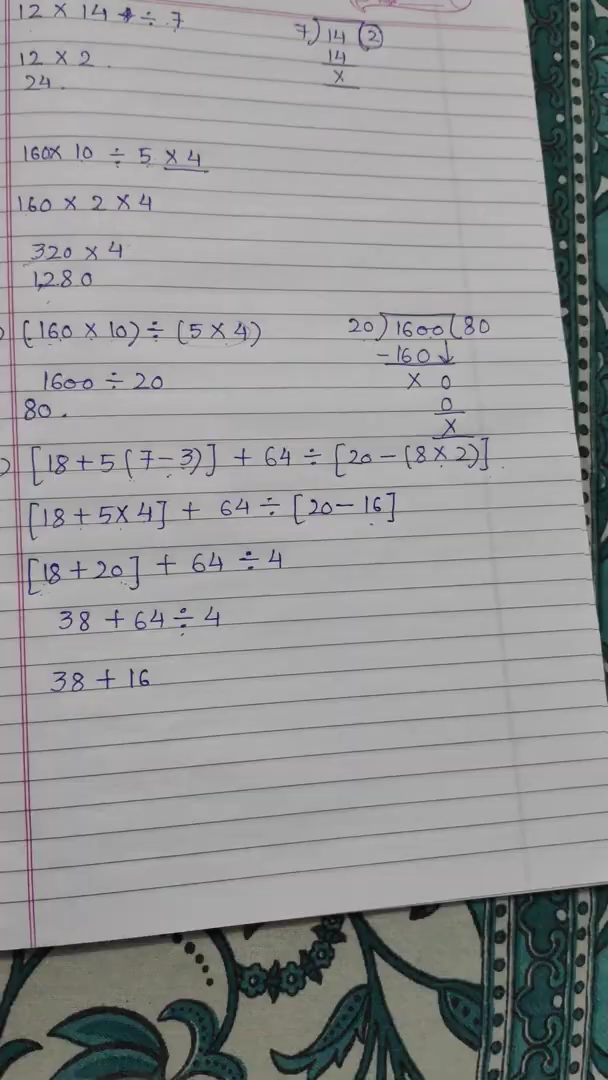 12 × 14 ÷ 7
7) 14 (2
14
x
12 × 2
24.
160× 10 ÷ 5 × 4
160 × 2 × 4
320 × 4
1,280
(160 × 10) ÷ (5 × 4)
1600 ÷ 20
80.
20) 1600 (80
-160↓
x 0
0
x
[18 + 5 (7 - 3)] + 64 ÷ [20 - (8 × 2)]
[18 + 5 × 4] + 64 ÷ [20 - 16]
[18 + 20] + 64 ÷ 4
38 + 64 ÷ 4
38 + 16